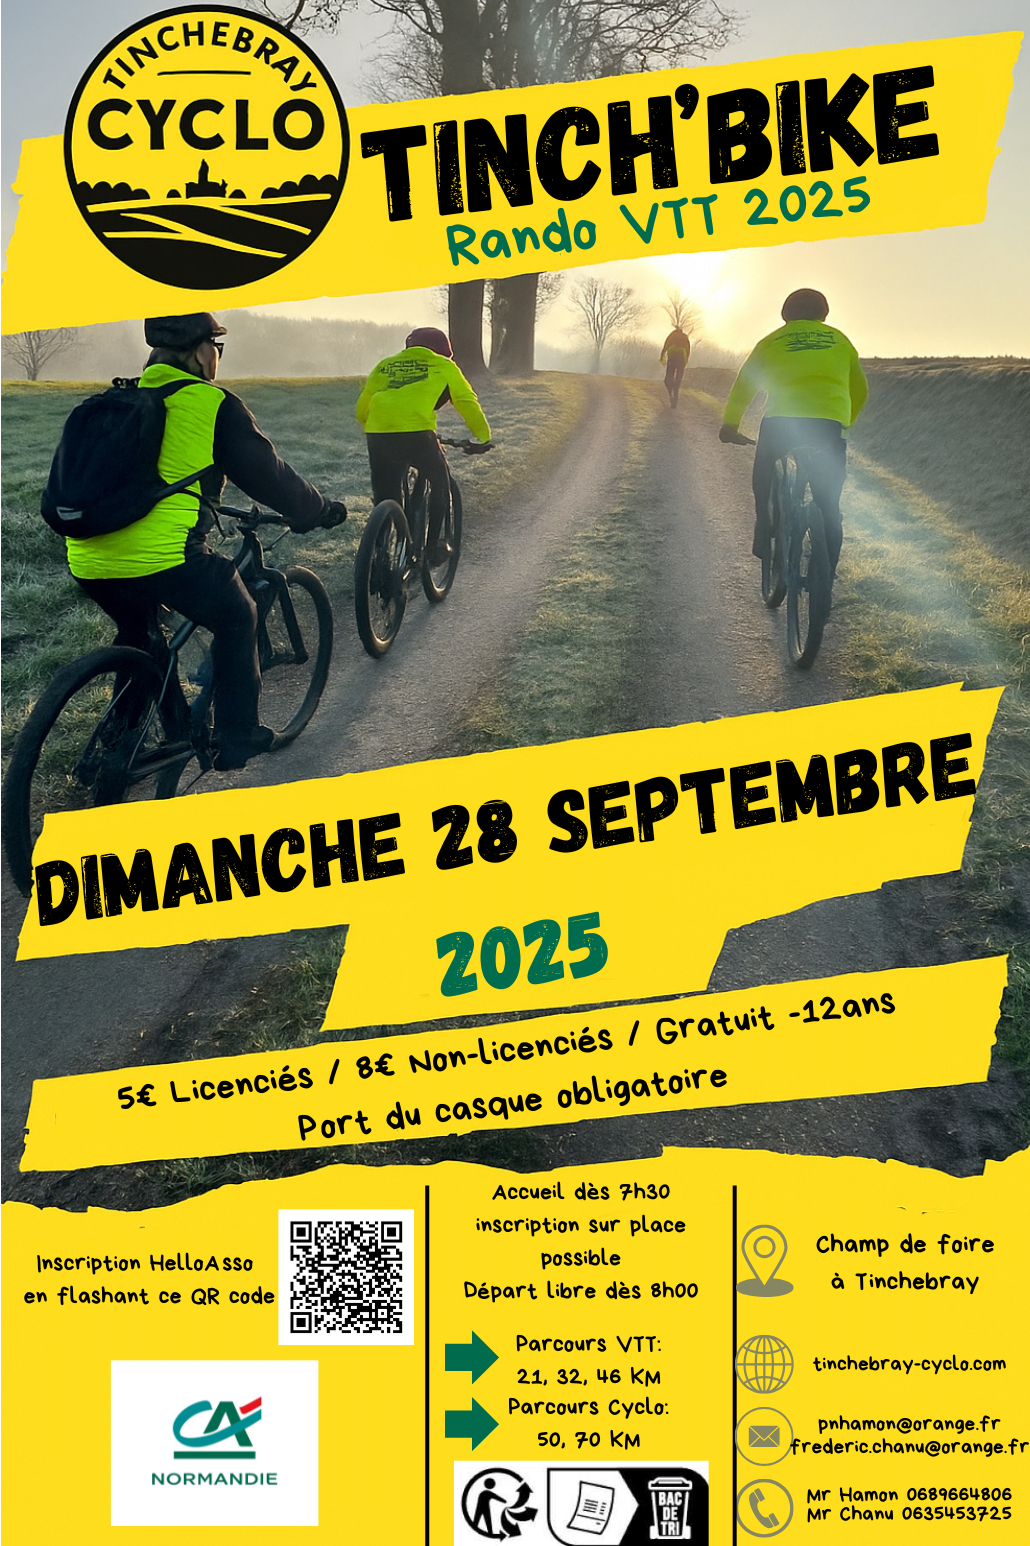 TINCHEBRAY
CYCLO
TINCH'BIKE
Rando VTT 2025
DIMANCHE 28 SEPTEMBRE
2025
5€ Licenciés / 8€ Non-licenciés / Gratuit -12ans
Port du casque obligatoire
Inscription HelloAsso
en flashant ce QR code
CA
NORMANDIE
Accueil dès 7h30
inscription sur place
possible
Départ libre dès 8h00
Parcours VTT:
21, 32, 46 KM
Parcours Cyclo:
50, 70 KM
BAC
DE
TRI
Champ de foire
à Tinchebray
tinchebray-cyclo.com
pnhamon@orange.fr
frederic.chanu@orange.fr
Mr Hamon 0689664806
Mr Chanu 0635453725